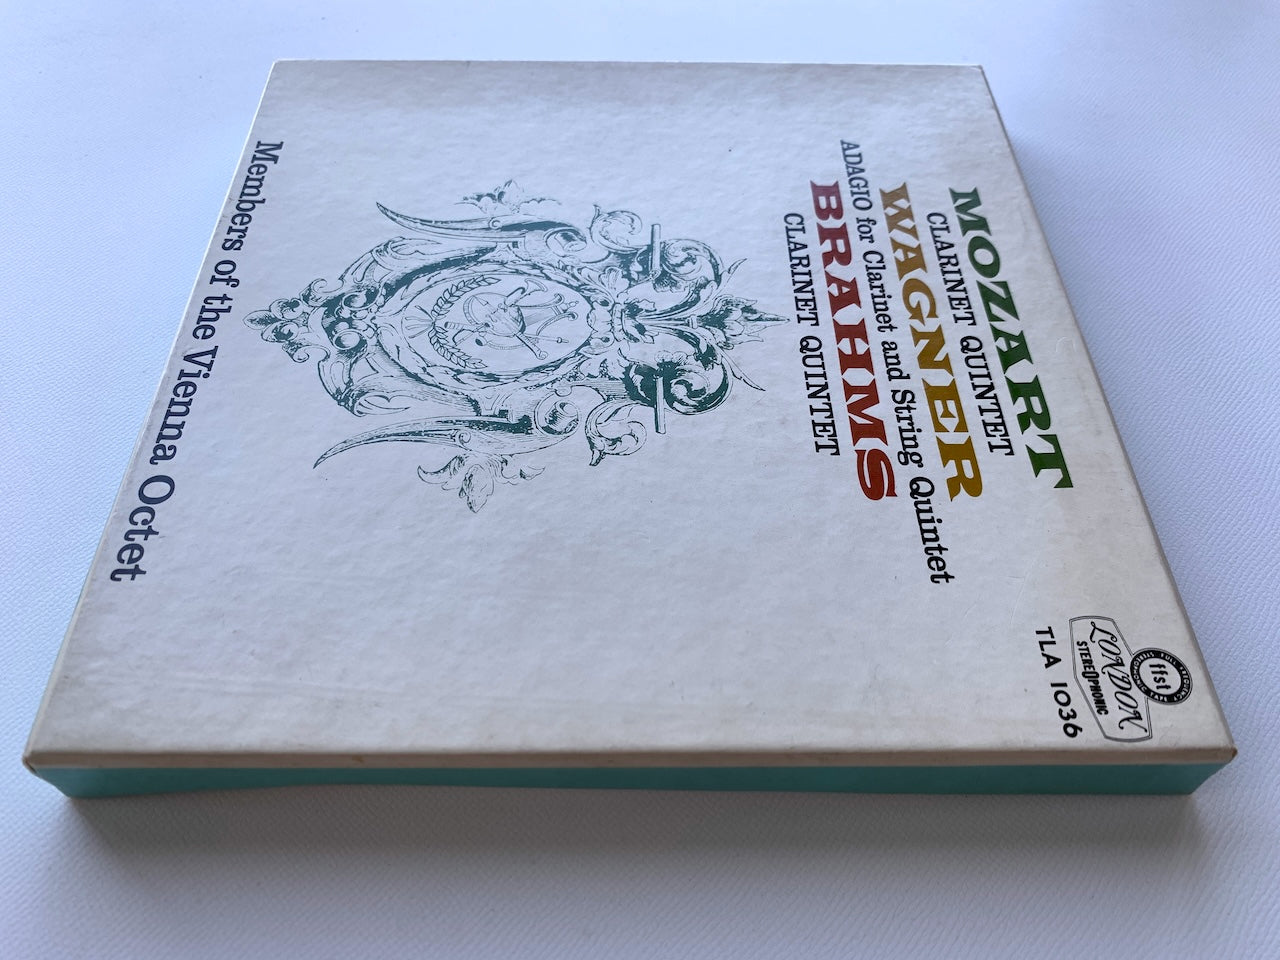 MOZART
CLARINET QUINTET
WAGNER
ADAGIO for Clarinet and String Quintet
BRAHMS
CLARINET QUINTET
LONDON
STEREOPHONIC
ffst
TLA 1036
Members of the Vienna Octet